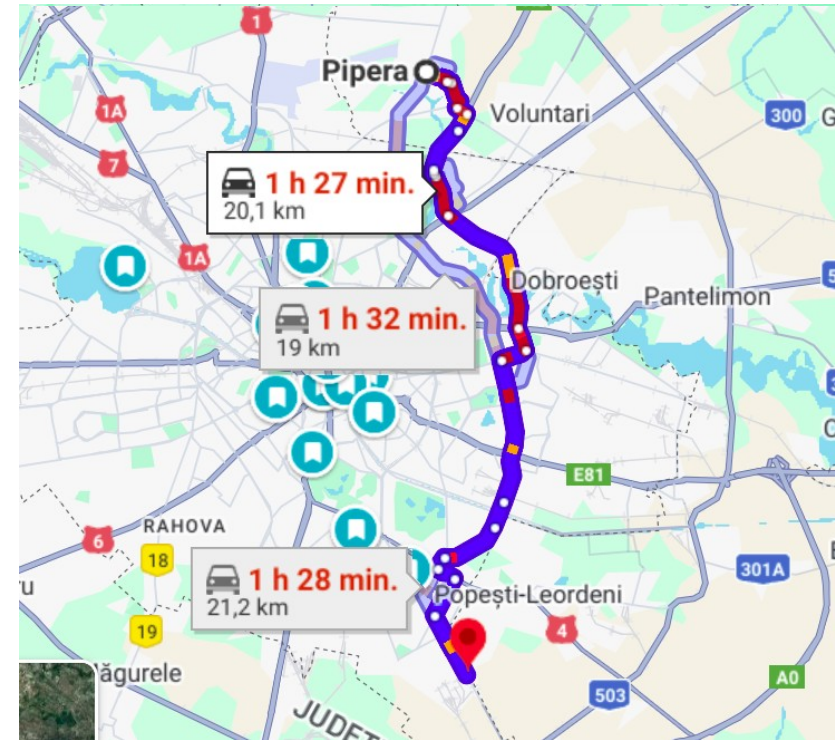 1
Pipera
1A
Voluntari
300
G
7
1 h 27 min.
20,1 km
1A
Dobroești
Pantelimon
1 h 32 min.
19 km
E81
RAHOVA
6
18
301A
1 h 28 min.
21,2 km
Popești-Leordeni
4
19
ăgurele
503
A0
JUDEȚ